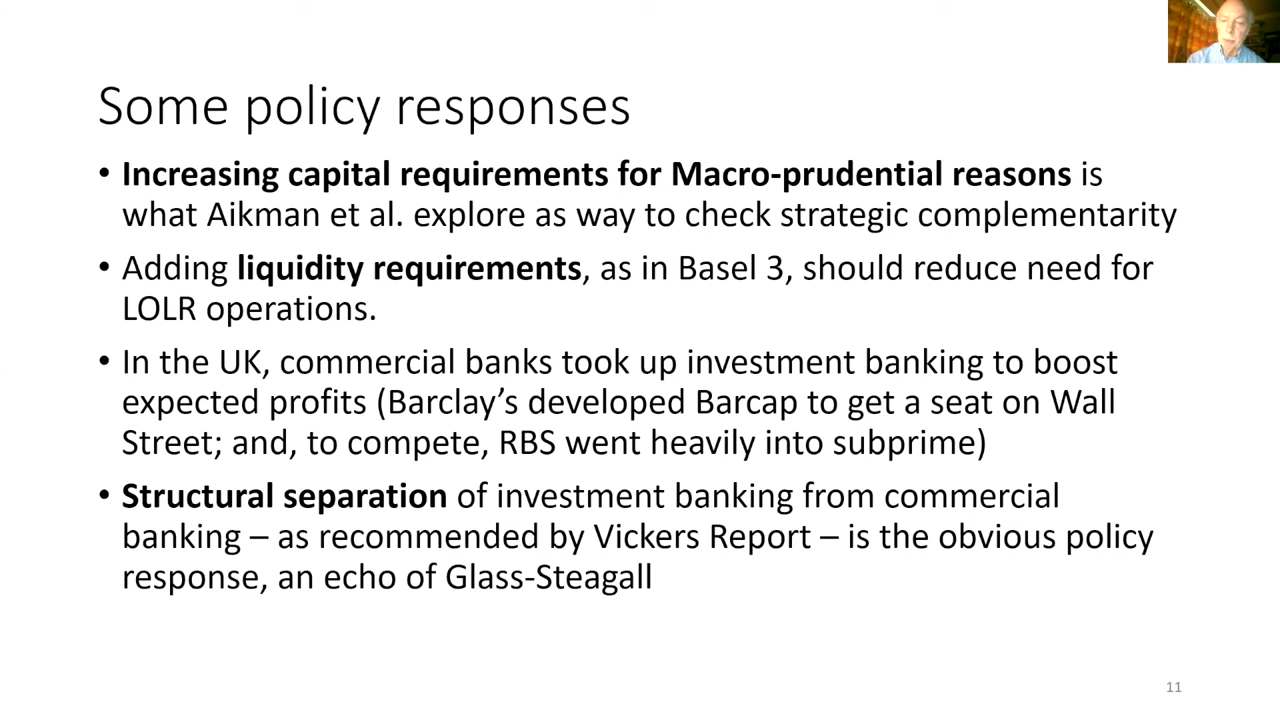 Some policy responses
• Increasing capital requirements for Macro-prudential reasons is
what Aikman et al. explore as way to check strategic complementarity
• Adding liquidity requirements, as in Basel 3, should reduce need for
LOLR operations.
• In the UK, commercial banks took up investment banking to boost
expected profits (Barclay’s developed Barcap to get a seat on Wall
Street; and, to compete, RBS went heavily into subprime)
• Structural separation of investment banking from commercial
banking – as recommended by Vickers Report – is the obvious policy
response, an echo of Glass-Steagall
11